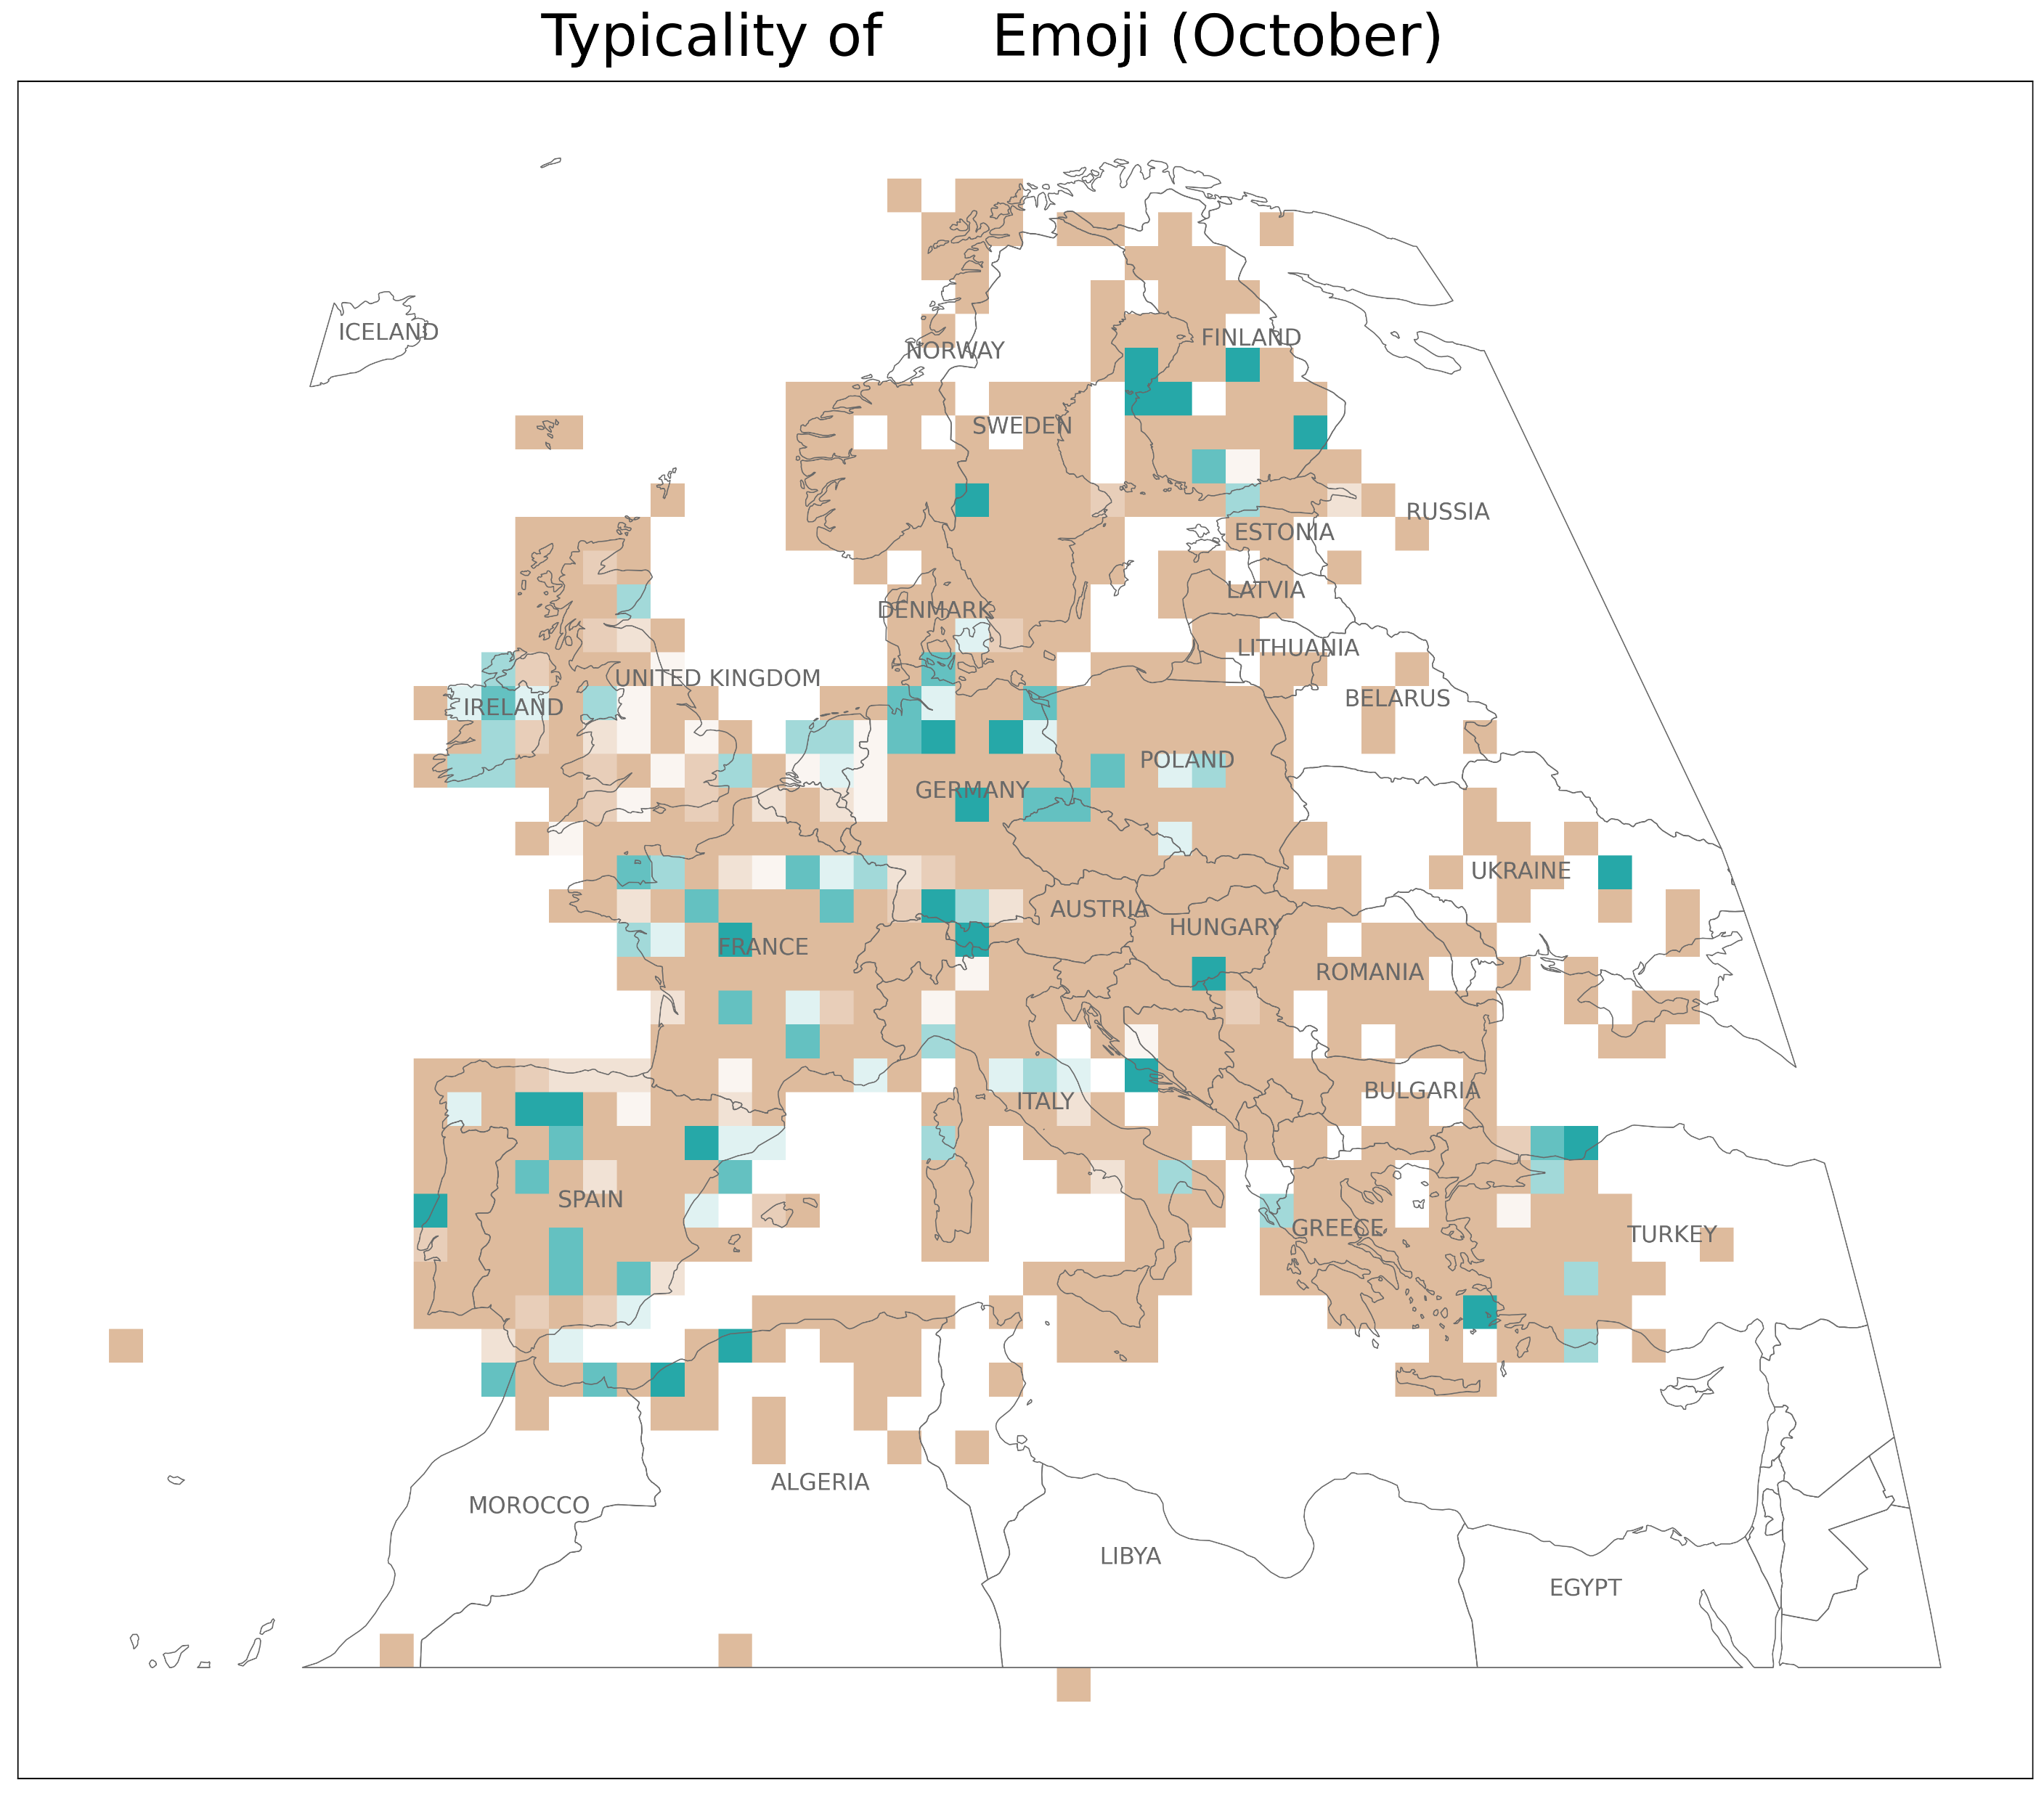 Typicality of Emoji (October)
ICELAND
FINLAND
NORWAY
SWEDEN
RUSSIA
ESTONIA
LATVIA
DENMARK
LITHUANIA
UNITED KINGDOM
BELARUS
IRELAND
POLAND
GERMANY
UKRAINE
AUSTRIA
HUNGARY
FRANCE
ROMANIA
BULGARIA
ITALY
SPAIN
GREECE
TURKEY
ALGERIA
MOROCCO
LIBYA
EGYPT